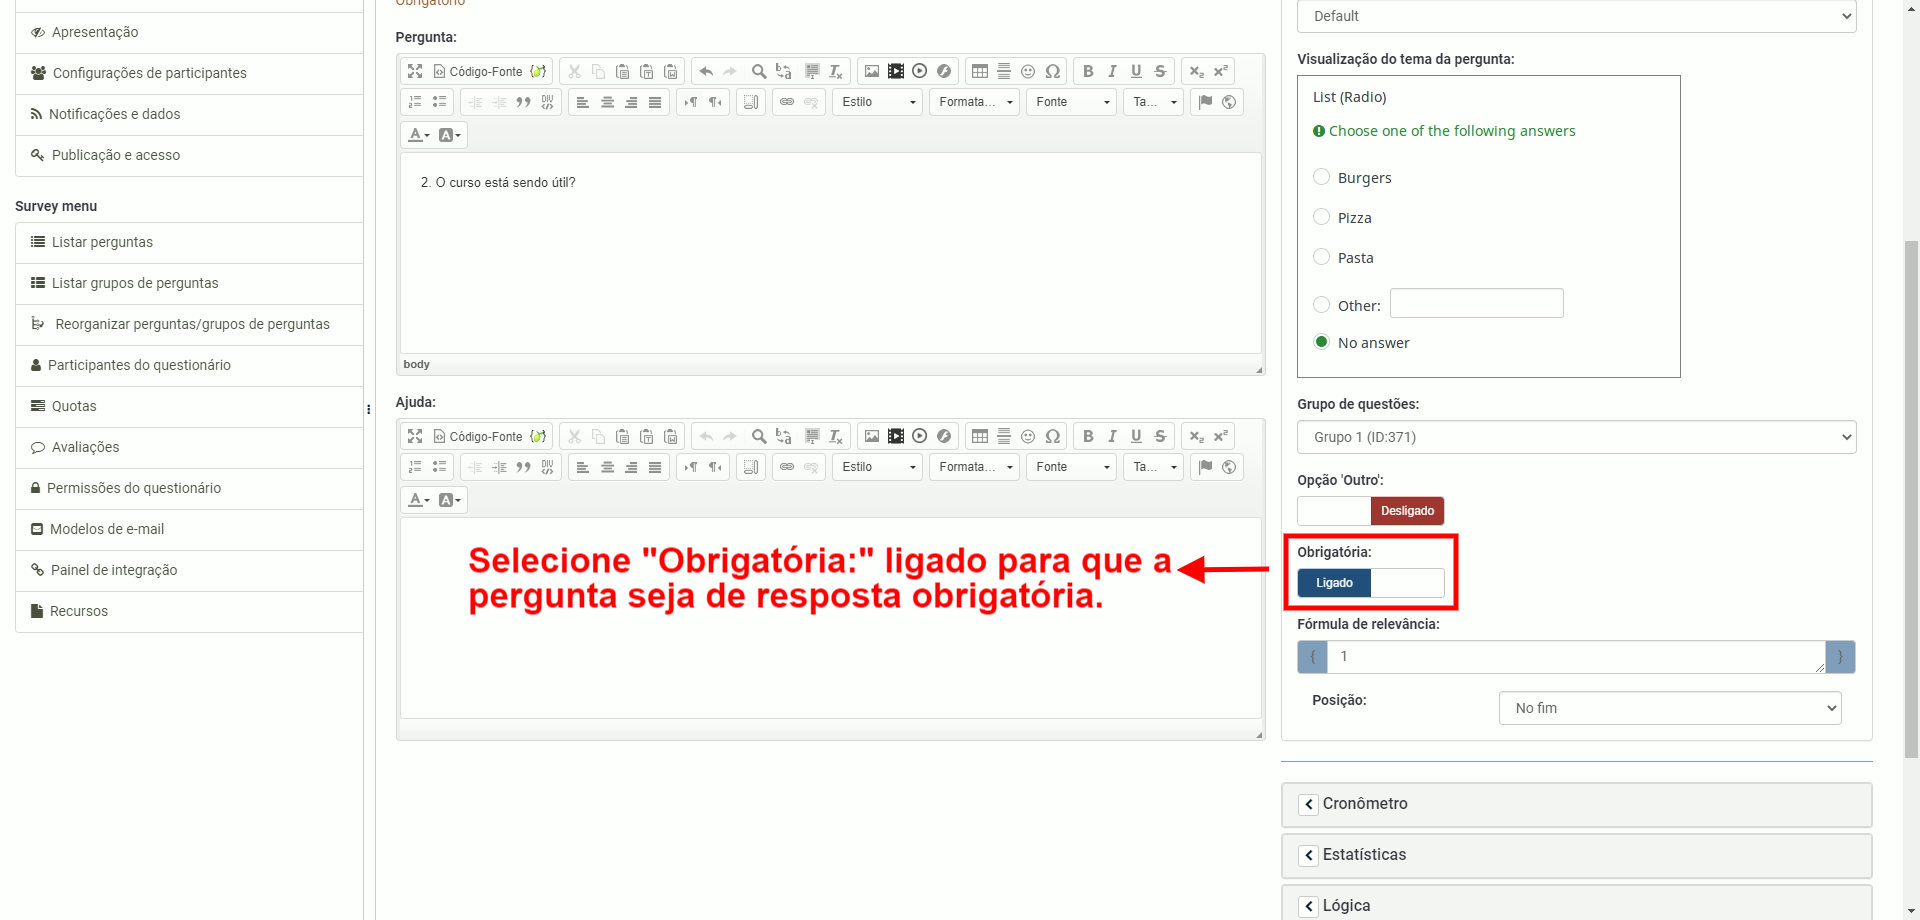 Apresentação
Configurações de participantes
Notificações e dados
Publicação e acesso
Survey menu
Listar perguntas
Listar grupos de perguntas
Reorganizar perguntas/grupos de perguntas
Participantes do questionário
Quotas
Avaliações
Permissões do questionário
Modelos de e-mail
Painel de integração
Recursos
Obrigatório
Pergunta:
Código-Fonte
Estilo
Formata...
Fonte
Ta...
2. O curso está sendo útil?
body
Ajuda:
Código-Fonte
Estilo
Formata...
Fonte
Ta...
Selecione "Obrigatória:" ligado para que a
pergunta seja de resposta obrigatória.
Default
Visualização do tema da pergunta:
List (Radio)
Choose one of the following answers
Burgers
Pizza
Pasta
Other:
No answer
Grupo de questões:
Grupo 1 (ID:371)
Opção 'Outro':
Desligado
Obrigatória:
Ligado
Fórmula de relevância:
{ 1 }
Posição:
No fim
Cronômetro
Estatísticas
Lógica